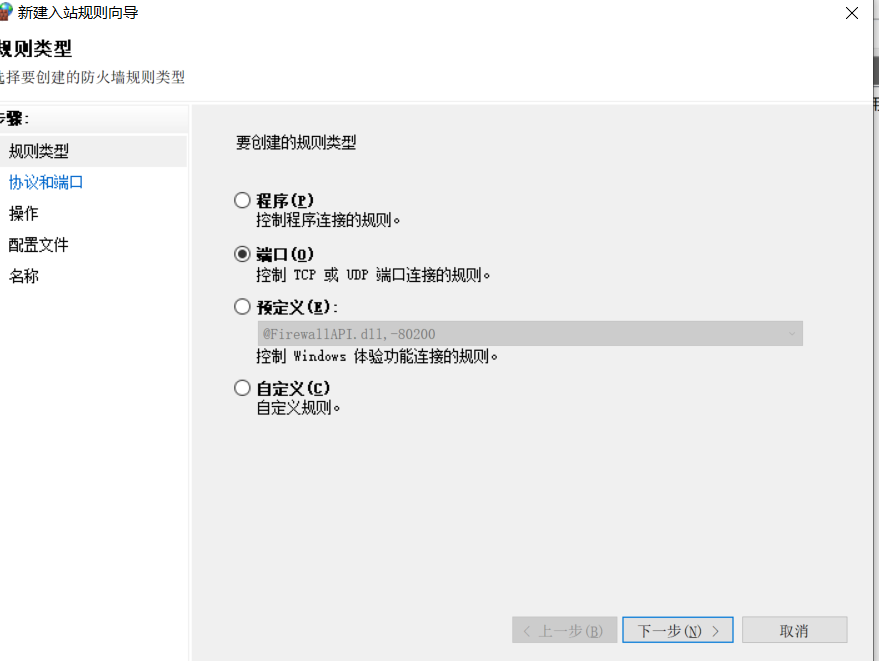 新建入站规则向导
规则类型
选择要创建的防火墙规则类型
步骤:
规则类型
协议和端口
操作
配置文件
名称
要创建的规则类型
程序(P)
控制程序连接的规则。
端口(O)
控制 TCP 或 UDP 端口连接的规则。
预定义(E):
@FirewallAPI.dll,-80200
控制 Windows 体验功能连接的规则。
自定义(C)
自定义规则。
< 上一步(B)
下一步(N) >
取消